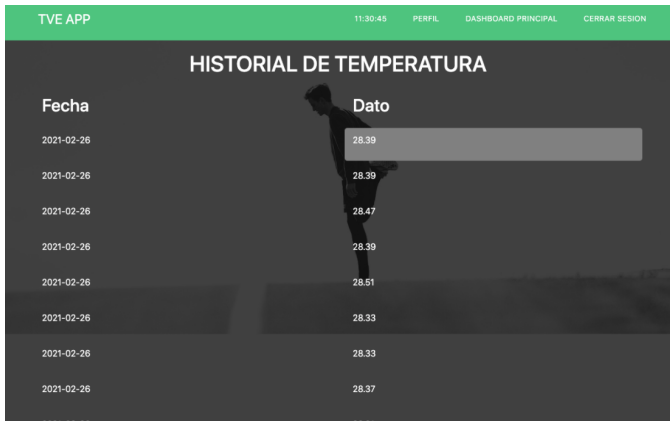 TVE APP 11:30:45 PERFIL DASHBOARD PRINCIPAL CERRAR SESION
HISTORIAL DE TEMPERATURA
Fecha Dato
2021-02-26 28.39
2021-02-26 28.39
2021-02-26 28.47
2021-02-26 28.39
2021-02-26 28.51
2021-02-26 28.33
2021-02-26 28.33
2021-02-26 28.37